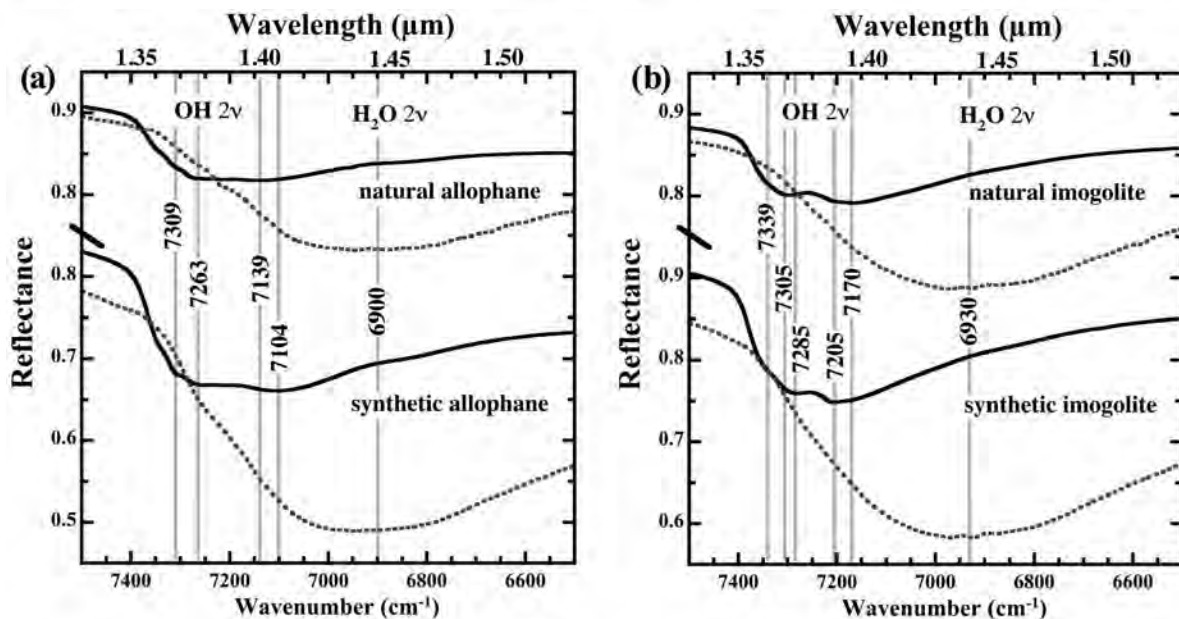 Wavelength (µm)
1.35 1.40 1.45 1.50
(a)
OH 2ν
H₂O 2ν
0.9
0.8
0.8
0.7
0.6
0.5
Reflectance
natural allophane
synthetic allophane
7309
7263
7139
7104
6900
7400 7200 7000 6800 6600
Wavenumber (cm⁻¹)
Wavelength (µm)
1.35 1.40 1.45 1.50
(b)
OH 2ν
H₂O 2ν
0.9
0.8
0.9
0.8
0.7
0.6
Reflectance
natural imogolite
synthetic imogolite
7339
7305
7285
7205
7170
6930
7400 7200 7000 6800 6600
Wavenumber (cm⁻¹)